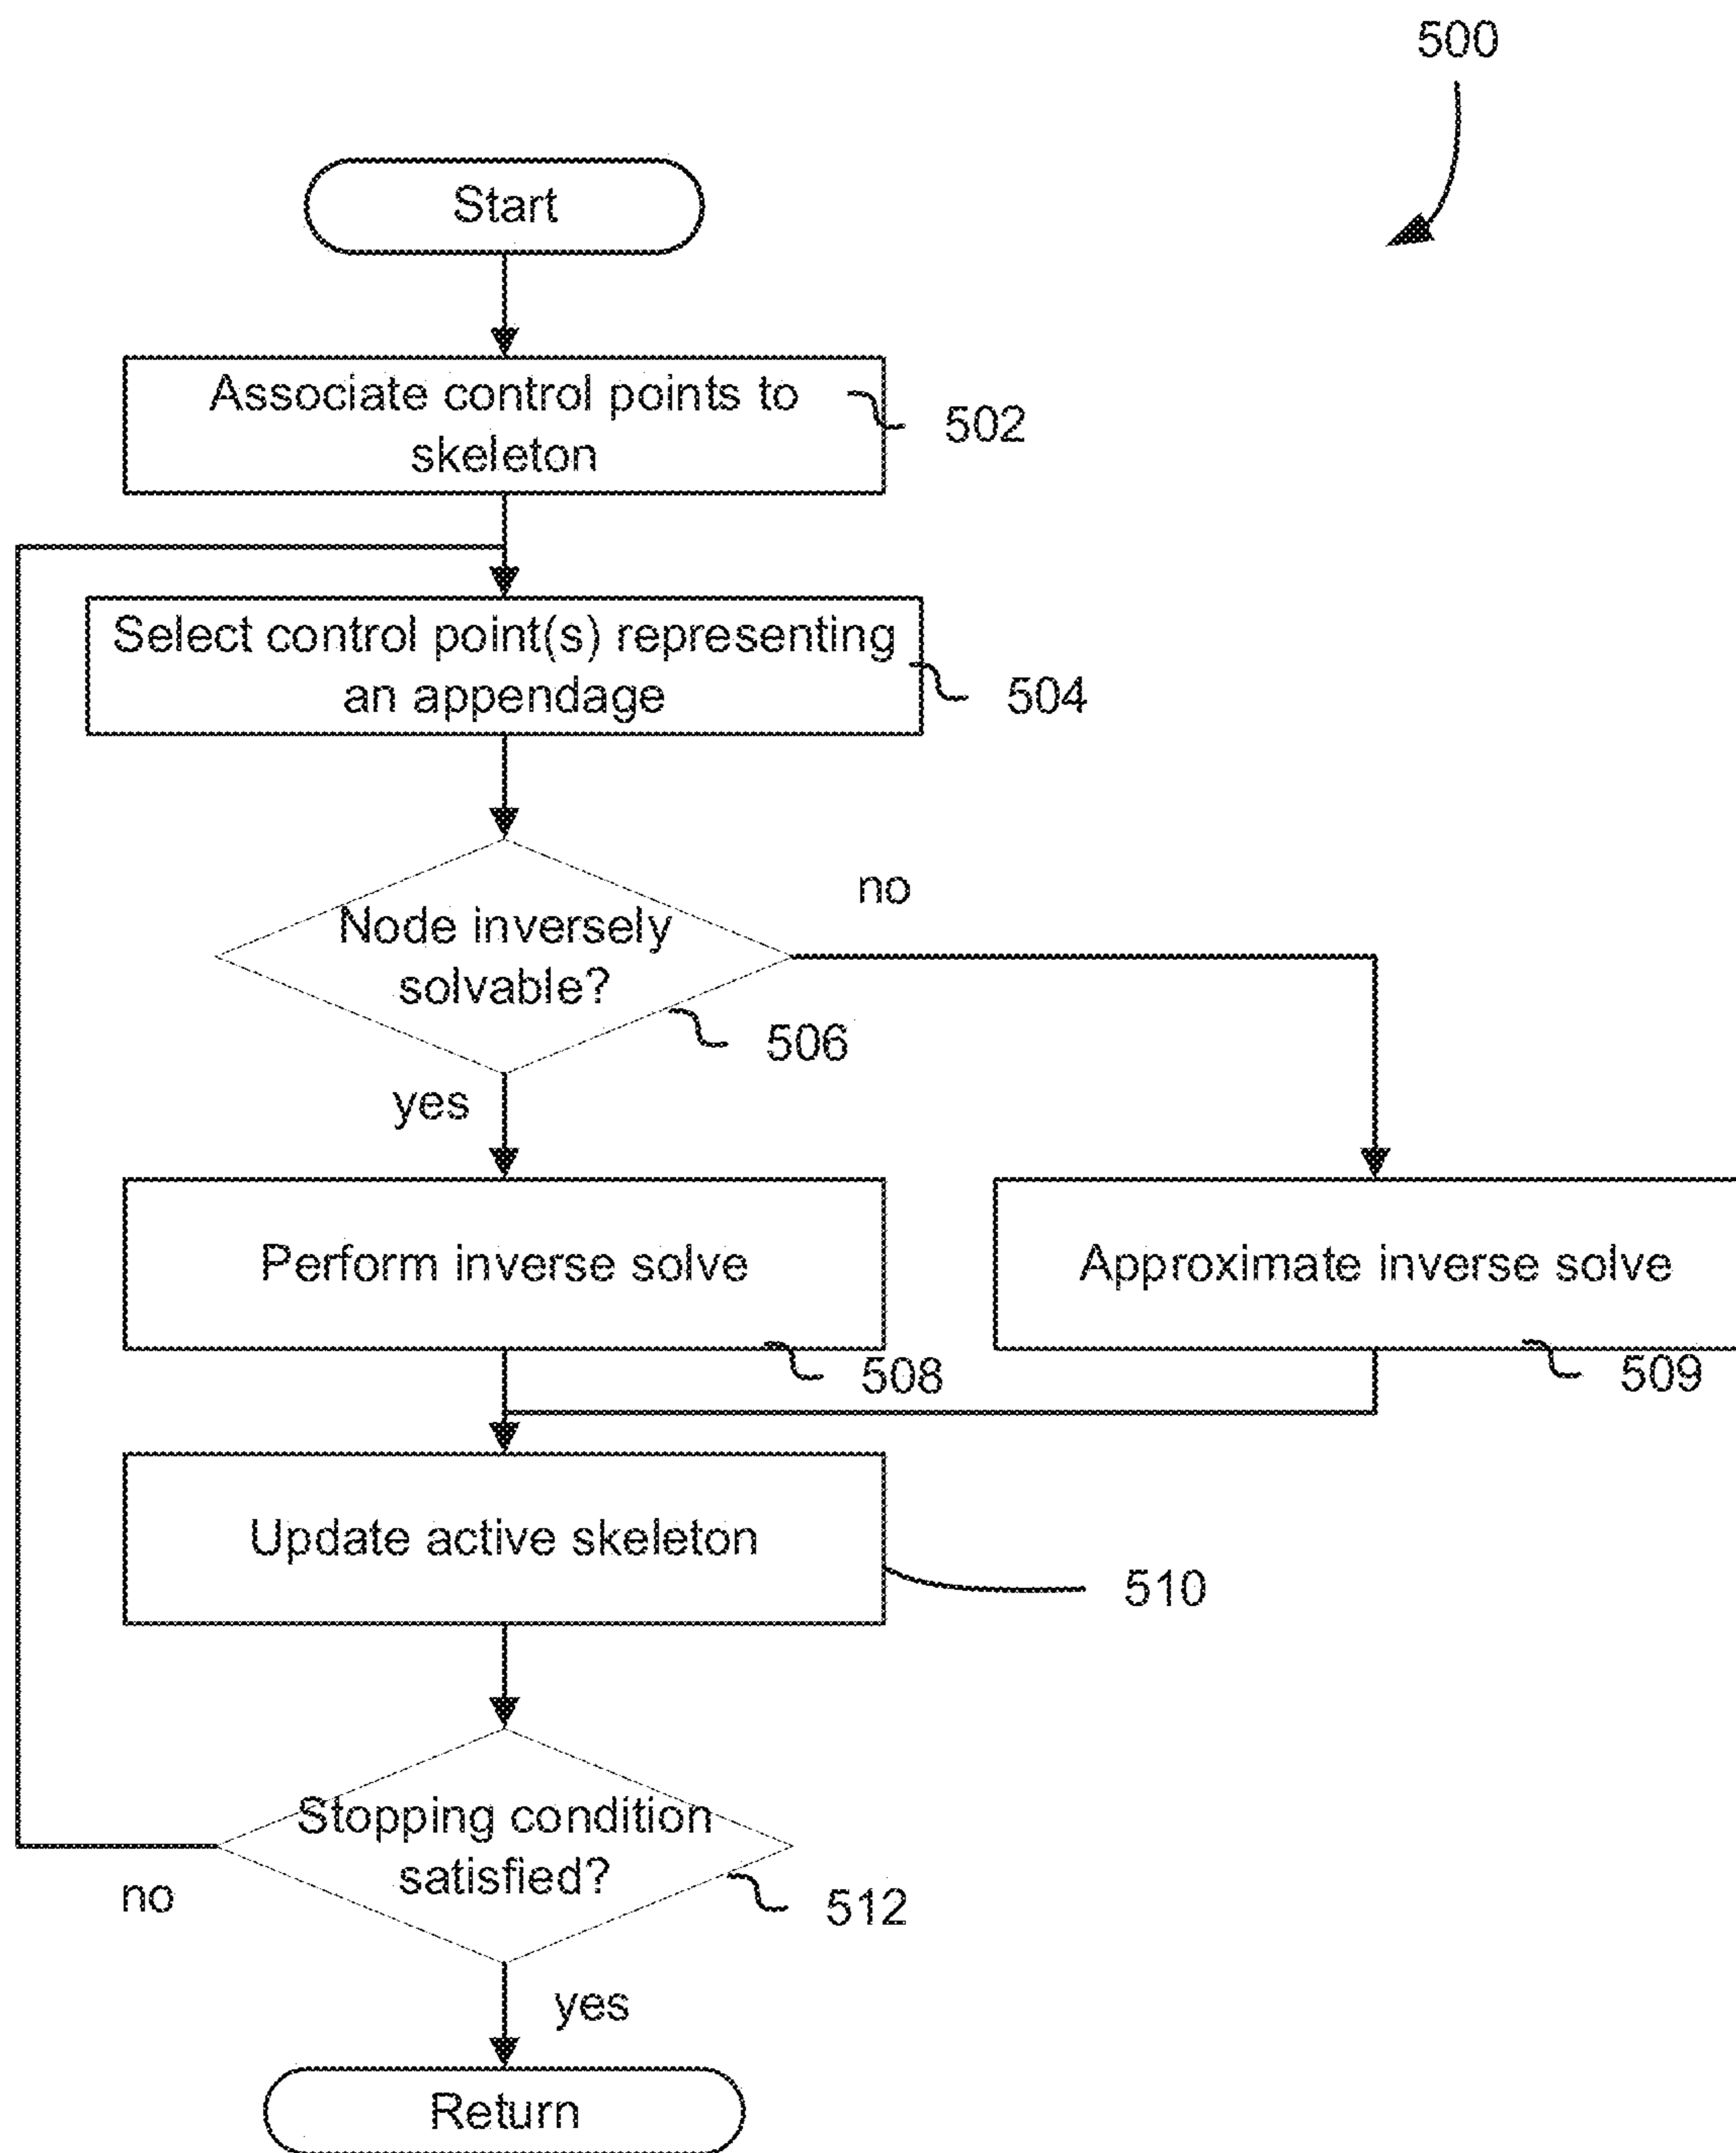 500
Start
Associate control points to
skeleton
502
Select control point(s) representing
an appendage
504
Node inversely
solvable?
506
no
yes
Perform inverse solve
508
Approximate inverse solve
509
Update active skeleton
510
Stopping condition
satisfied?
512
no
yes
Return